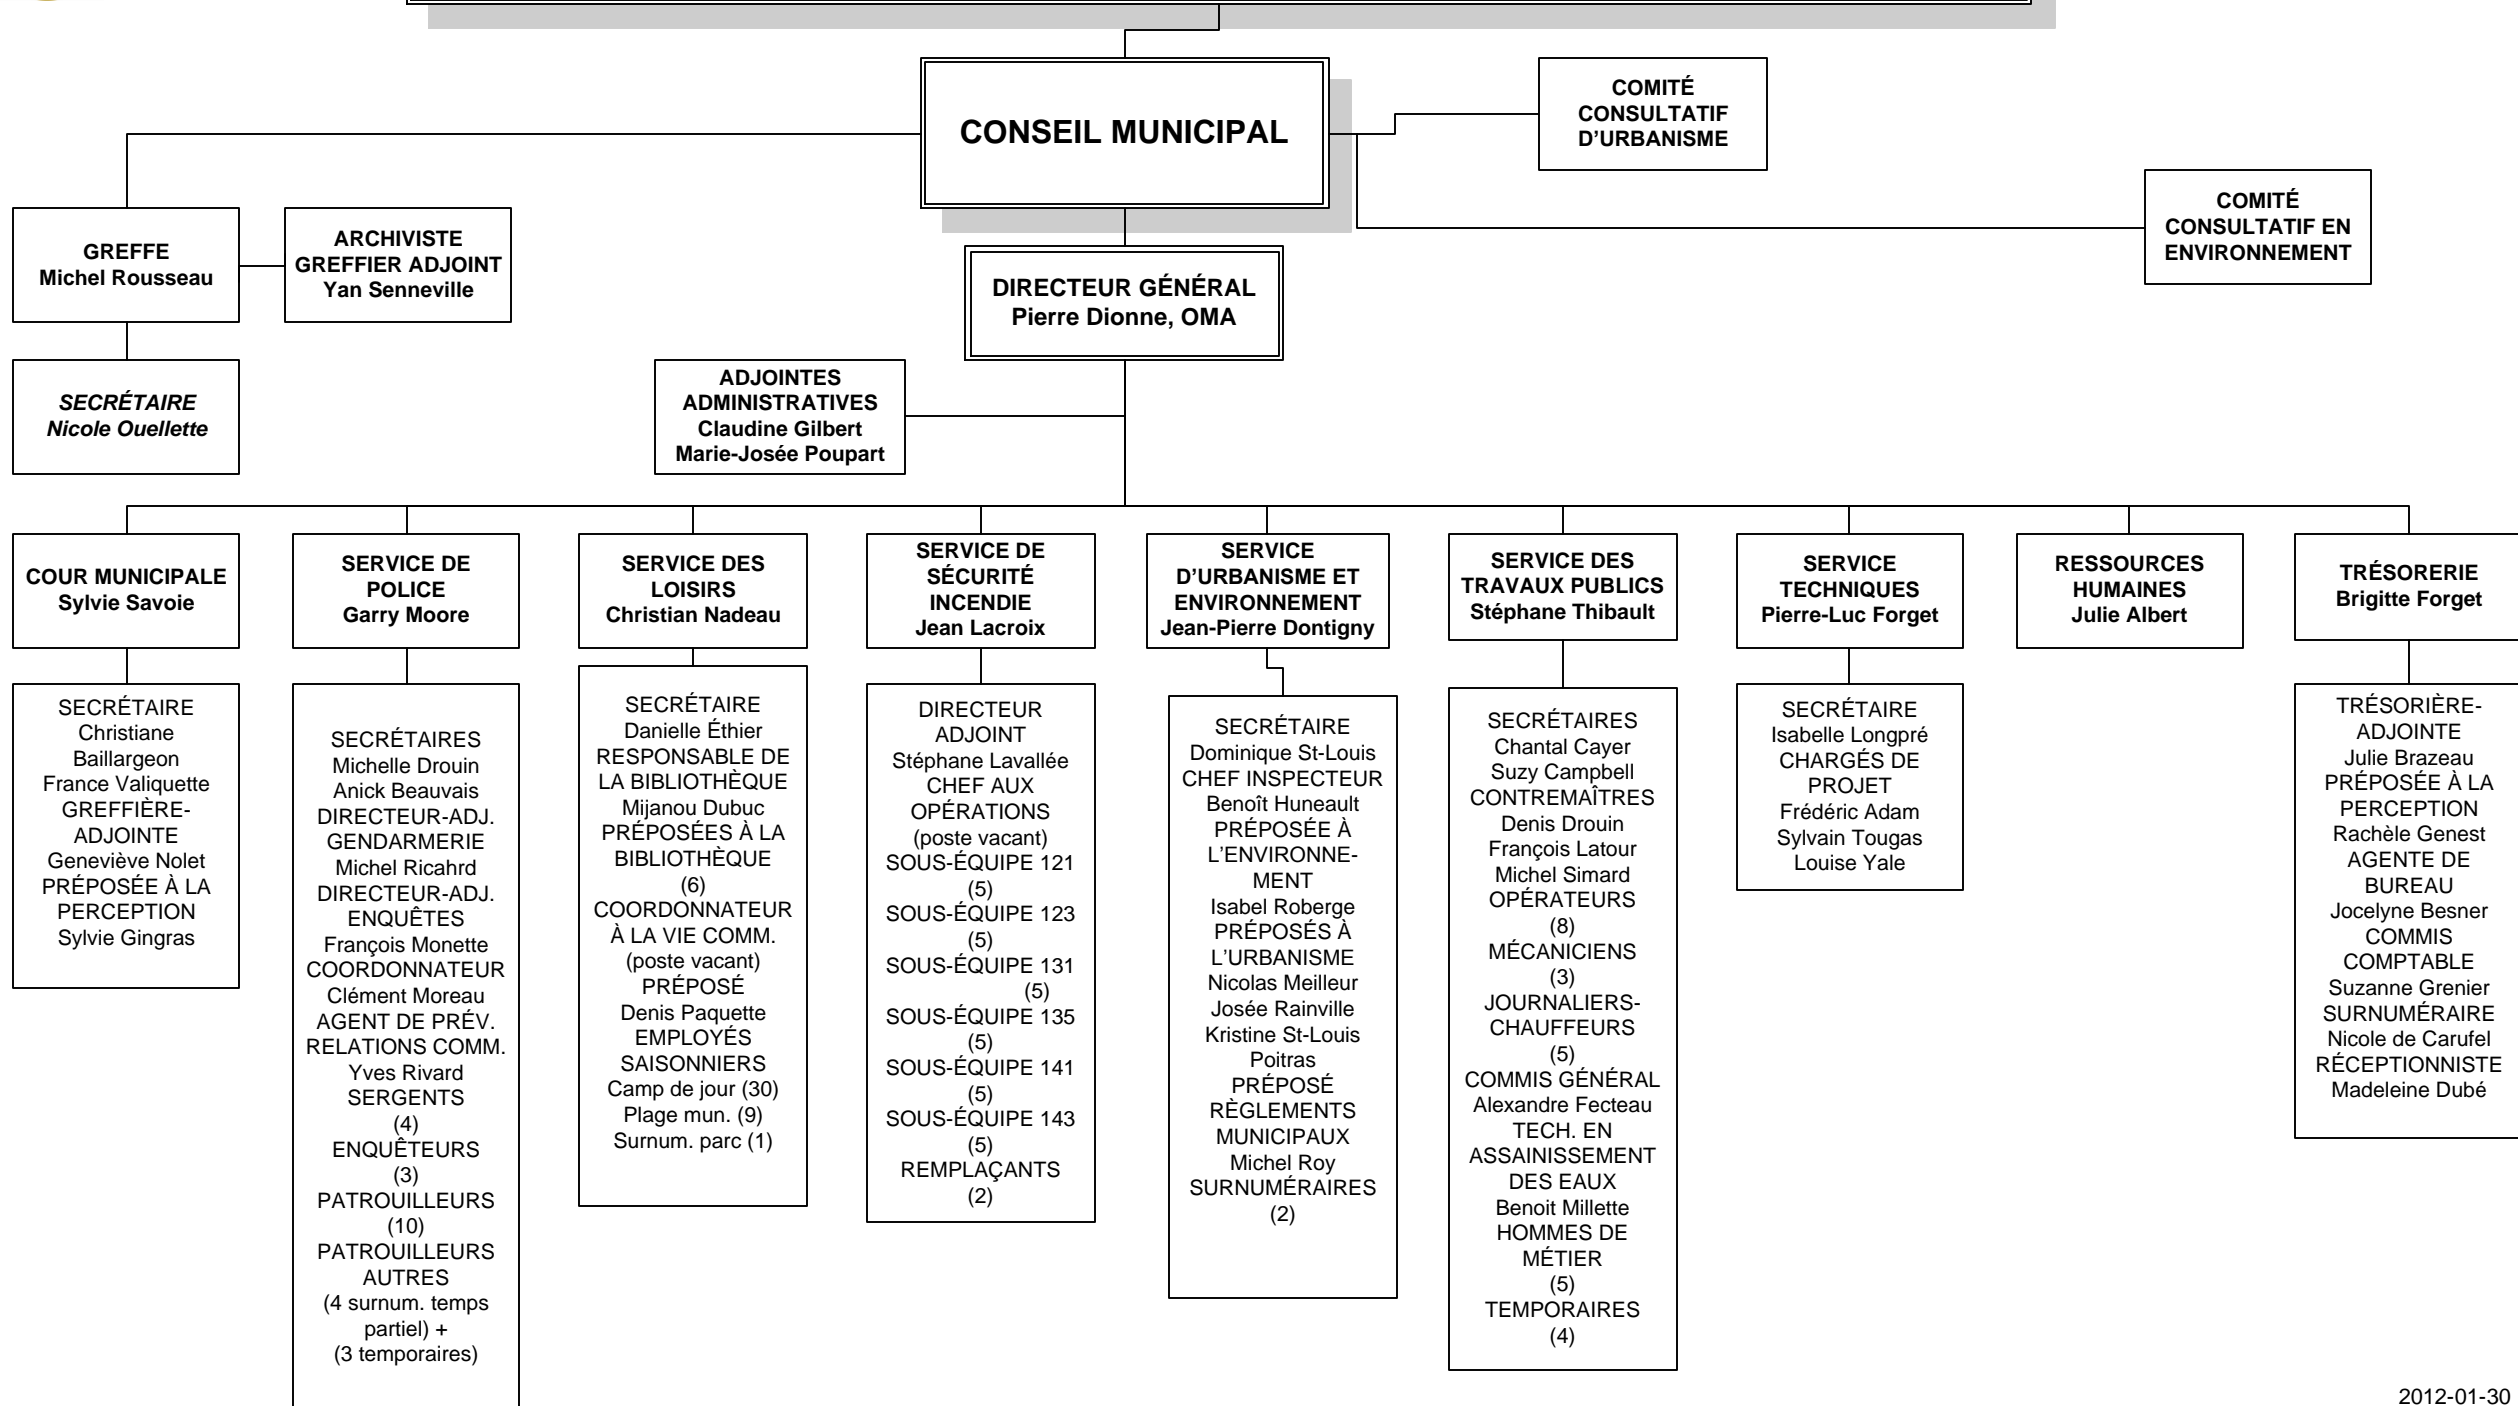 CONSEIL MUNICIPAL
COMITÉ
CONSULTATIF
D'URBANISME
COMITÉ
CONSULTATIF EN
ENVIRONNEMENT
GREFFE
Michel Rousseau
ARCHIVISTE
GREFFIER ADJOINT
Yan Senneville
DIRECTEUR GÉNÉRAL
Pierre Dionne, OMA
SECRÉTAIRE
Nicole Ouellette
ADJOINTES
ADMINISTRATIVES
Claudine Gilbert
Marie-Josée Poupart
COUR MUNICIPALE
Sylvie Savoie
SERVICE DE
POLICE
Garry Moore
SERVICE DES
LOISIRS
Christian Nadeau
SERVICE DE
SÉCURITÉ
INCENDIE
Jean Lacroix
SERVICE
D'URBANISME ET
ENVIRONNEMENT
Jean-Pierre Dontigny
SERVICE DES
TRAVAUX PUBLICS
Stéphane Thibault
SERVICE
TECHNIQUES
Pierre-Luc Forget
RESSOURCES
HUMAINES
Julie Albert
TRÉSORERIE
Brigitte Forget
SECRÉTAIRE
Christiane
Baillargeon
France Valiquette
GREFFIÈRE-
ADJOINTE
Geneviève Nolet
PRÉPOSÉE À LA
PERCEPTION
Sylvie Gingras
SECRÉTAIRES
Michelle Drouin
Anick Beauvais
DIRECTEUR-ADJ.
GENDARMERIE
Michel Ricahrd
DIRECTEUR-ADJ.
ENQUÊTES
François Monette
COORDONNATEUR
Clément Moreau
AGENT DE PRÉV.
RELATIONS COMM.
Yves Rivard
SERGENTS
(4)
ENQUÊTEURS
(3)
PATROUILLEURS
(10)
PATROUILLEURS
AUTRES
(4 surnum. temps
partiel) +
(3 temporaires)
SECRÉTAIRE
Danielle Éthier
RESPONSABLE DE
LA BIBLIOTHÈQUE
Mijanou Dubuc
PRÉPOSÉES À LA
BIBLIOTHÈQUE
(6)
COORDONNATEUR
À LA VIE COMM.
(poste vacant)
PRÉPOSÉ
Denis Paquette
EMPLOYÉS
SAISONNIERS
Camp de jour (30)
Plage mun. (9)
Surnum. parc (1)
DIRECTEUR
ADJOINT
Stéphane Lavallée
CHEF AUX
OPÉRATIONS
(poste vacant)
SOUS-ÉQUIPE 121
(5)
SOUS-ÉQUIPE 123
(5)
SOUS-ÉQUIPE 131
(5)
SOUS-ÉQUIPE 135
(5)
SOUS-ÉQUIPE 141
(5)
SOUS-ÉQUIPE 143
(5)
REMPLAÇANTS
(2)
SECRÉTAIRE
Dominique St-Louis
CHEF INSPECTEUR
Benoît Huneault
PRÉPOSÉE À
L'ENVIRONNE-
MENT
Isabel Roberge
PRÉPOSÉS À
L'URBANISME
Nicolas Meilleur
Josée Rainville
Kristine St-Louis
Poitras
PRÉPOSÉ
RÈGLEMENTS
MUNICIPAUX
Michel Roy
SURNUMÉRAIRES
(2)
SECRÉTAIRES
Chantal Cayer
Suzy Campbell
CONTREMAÎTRES
Denis Drouin
François Latour
Michel Simard
OPÉRATEURS
(8)
MÉCANICIENS
(3)
JOURNALIERS-
CHAUFFEURS
(5)
COMMIS GÉNÉRAL
Alexandre Fecteau
TECH. EN
ASSAINISSEMENT
DES EAUX
Benoit Millette
HOMMES DE
MÉTIER
(5)
TEMPORAIRES
(4)
SECRÉTAIRE
Isabelle Longpré
CHARGÉS DE
PROJET
Frédéric Adam
Sylvain Tougas
Louise Yale
TRÉSORIÈRE-
ADJOINTE
Julie Brazeau
PRÉPOSÉE À LA
PERCEPTION
Rachèle Genest
AGENTE DE
BUREAU
Jocelyne Besner
COMMIS
COMPTABLE
Suzanne Grenier
SURNUMÉRAIRE
Nicole de Carufel
RÉCEPTIONNISTE
Madeleine Dubé
2012-01-30